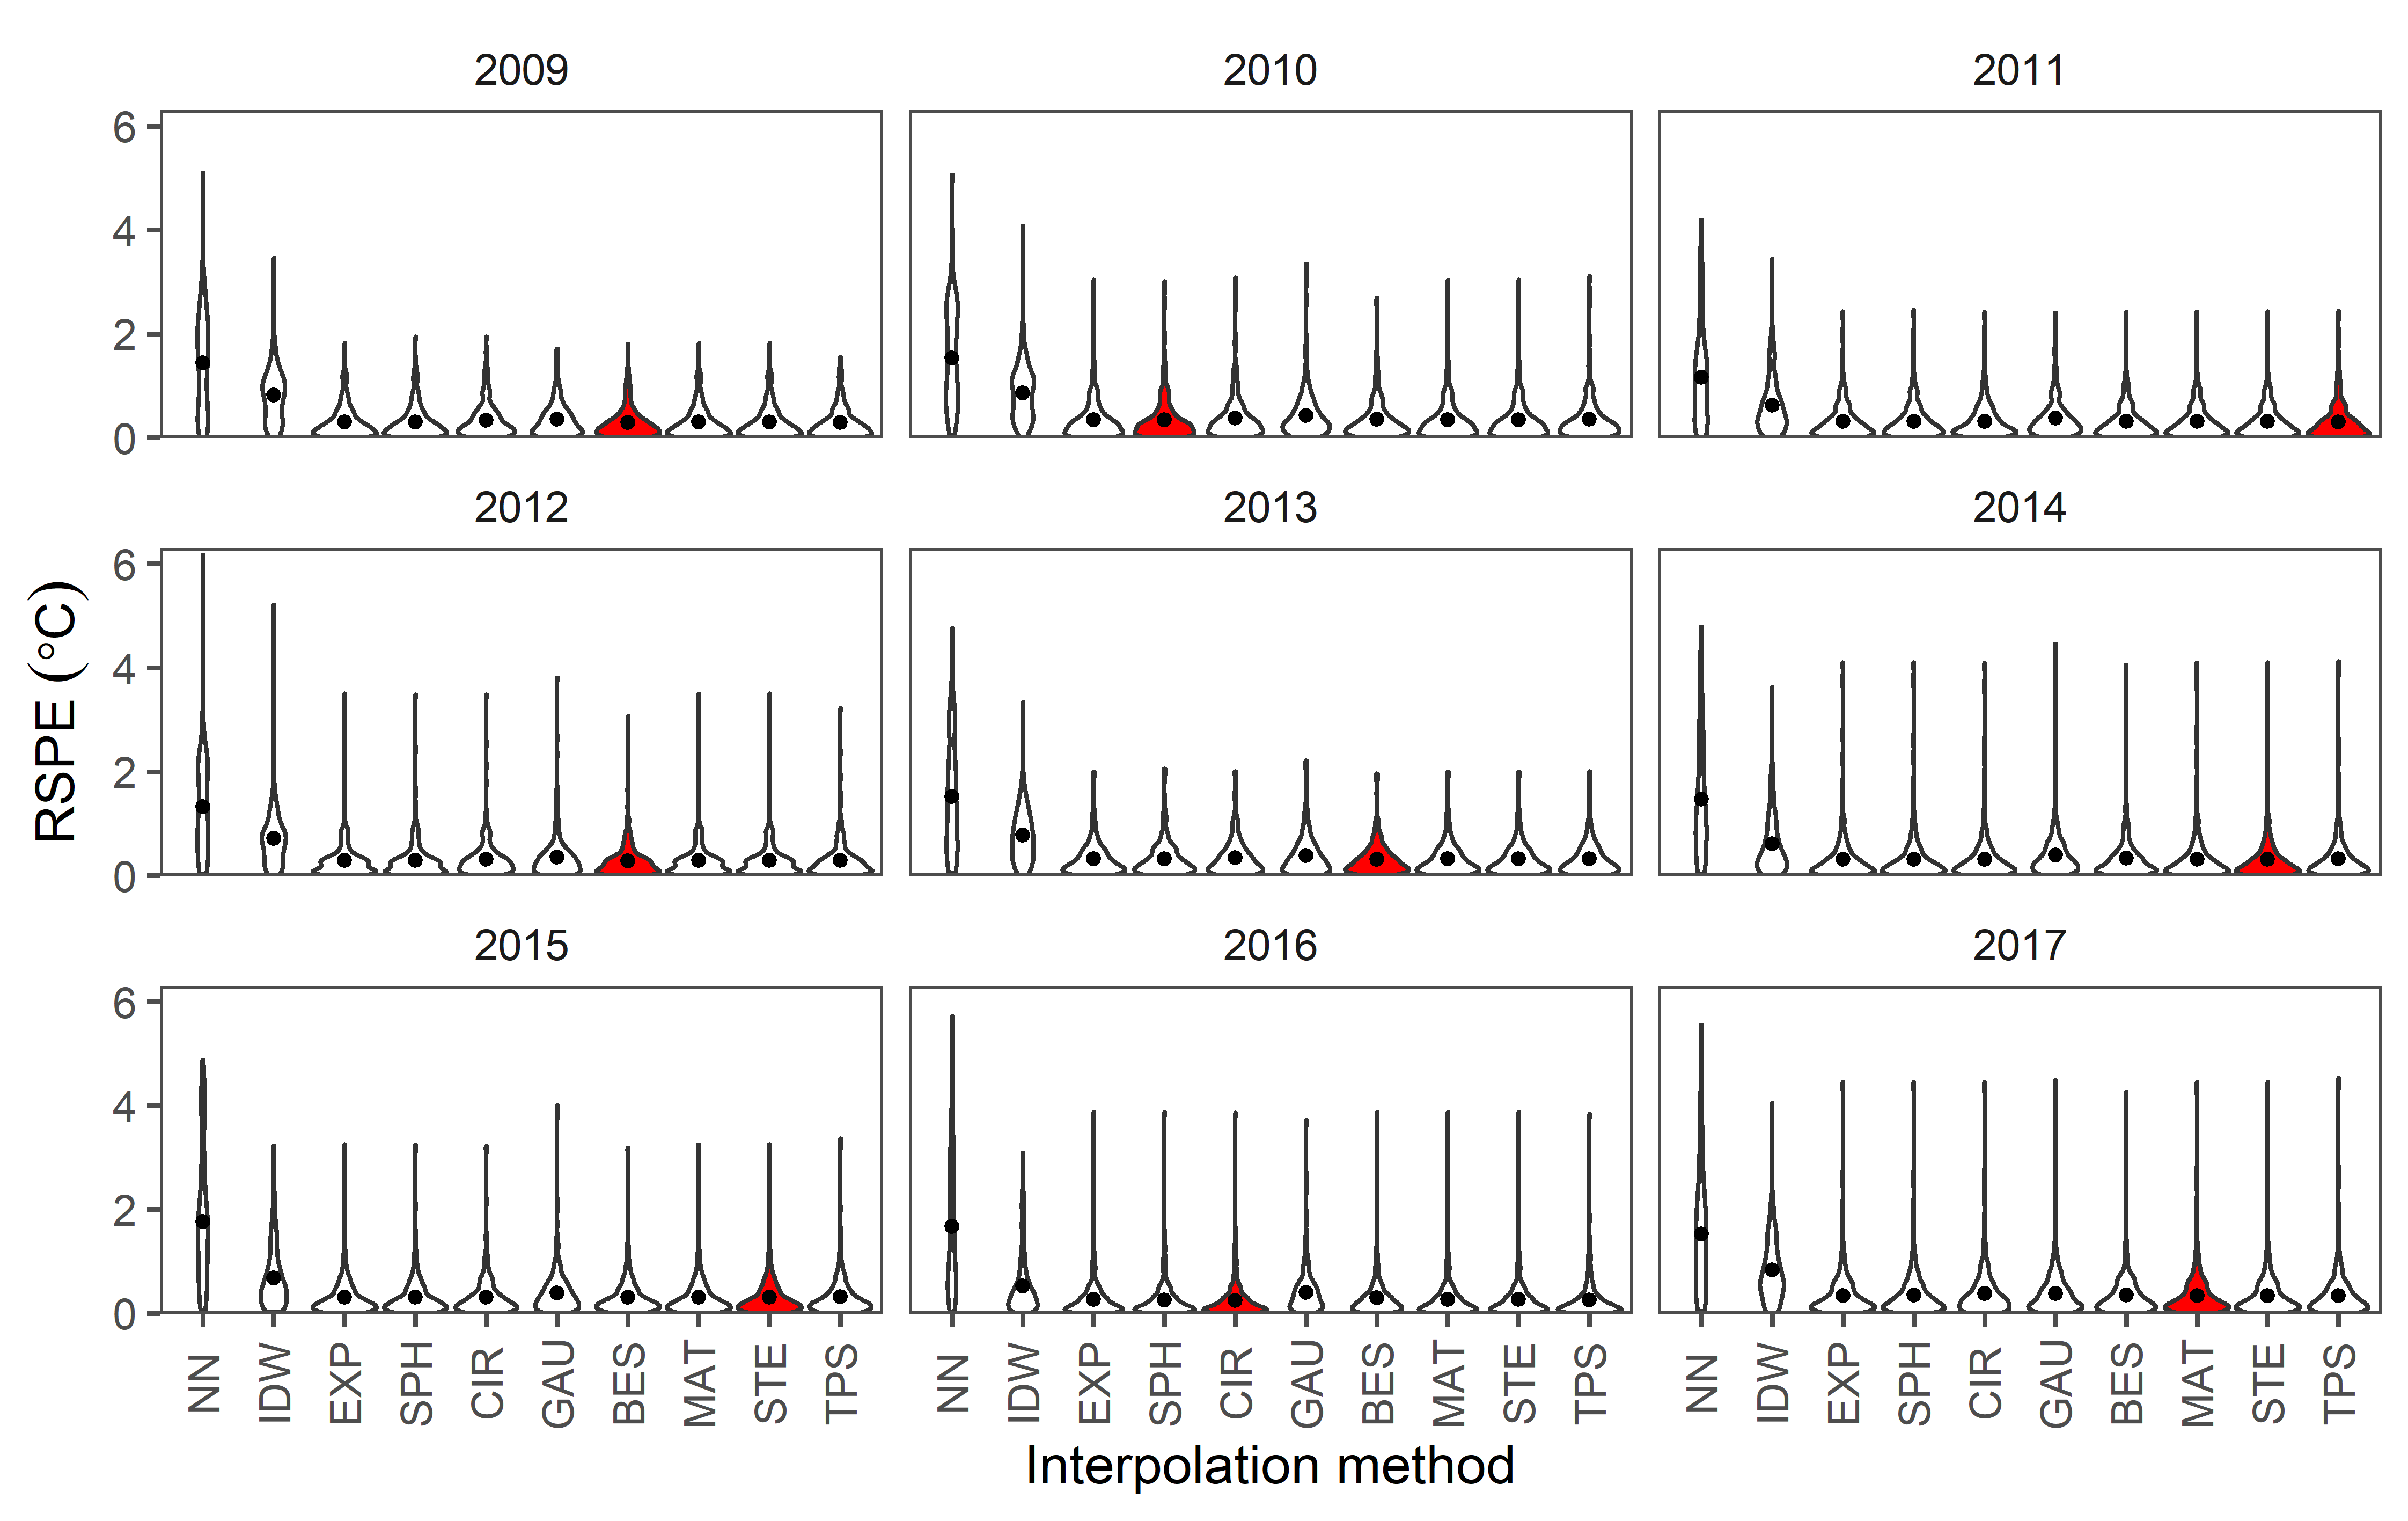 2009 2010 2011
6
4
2
0
2012 2013 2014
6
4
2
0
RSPE (°C)
2015 2016 2017
6
4
2
0
NN IDW EXP SPH CIR GAU BES MAT STE TPS NN IDW EXP SPH CIR GAU BES MAT STE TPS NN IDW EXP SPH CIR GAU BES MAT STE TPS
Interpolation method